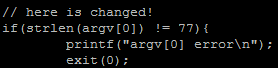 // here is changed!
if(strlen(argv[0]) != 77){
        printf("argv[0] error\n");
        exit(0);